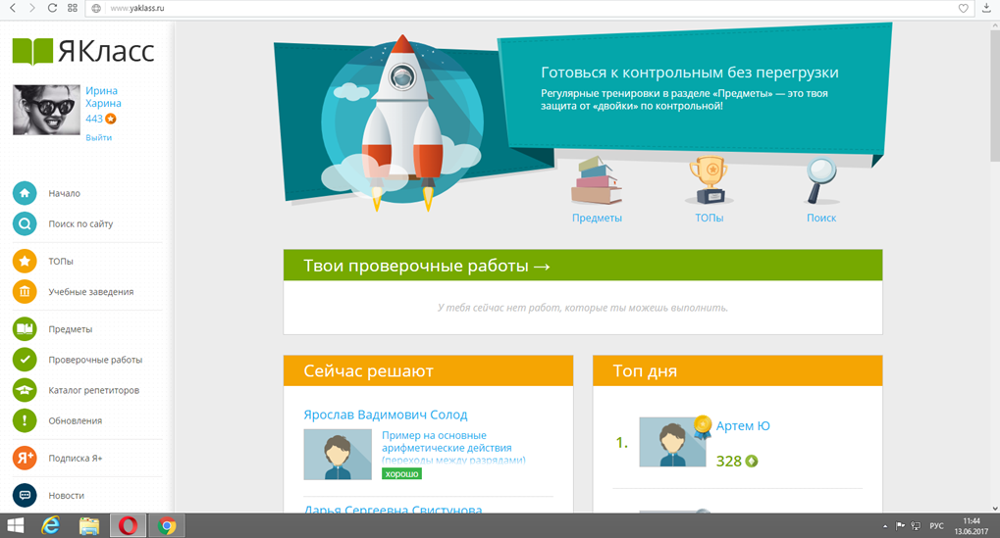 www.yaklass.ru
ЯКласс
Ирина
Харина
443
Выйти
Начало
Поиск по сайту
ТОПы
Учебные заведения
Предметы
Проверочные работы
Каталог репетиторов
Обновления
Я+
Подписка Я+
Новости
Готовься к контрольным без перегрузки
Регулярные тренировки в разделе «Предметы» — это твоя
защита от «двойки» по контрольной!
Предметы
ТОПы
Поиск
Твои проверочные работы →
У тебя сейчас нет работ, которые ты можешь выполнить.
Сейчас решают
Ярослав Вадимович Солод
Пример на основные
арифметические действия
(переходы между разрядами)
хорошо
Дарья Сергеевна Свистунова
Топ дня
1.
Артем Ю
328
РУС
11:44
13.06.2017